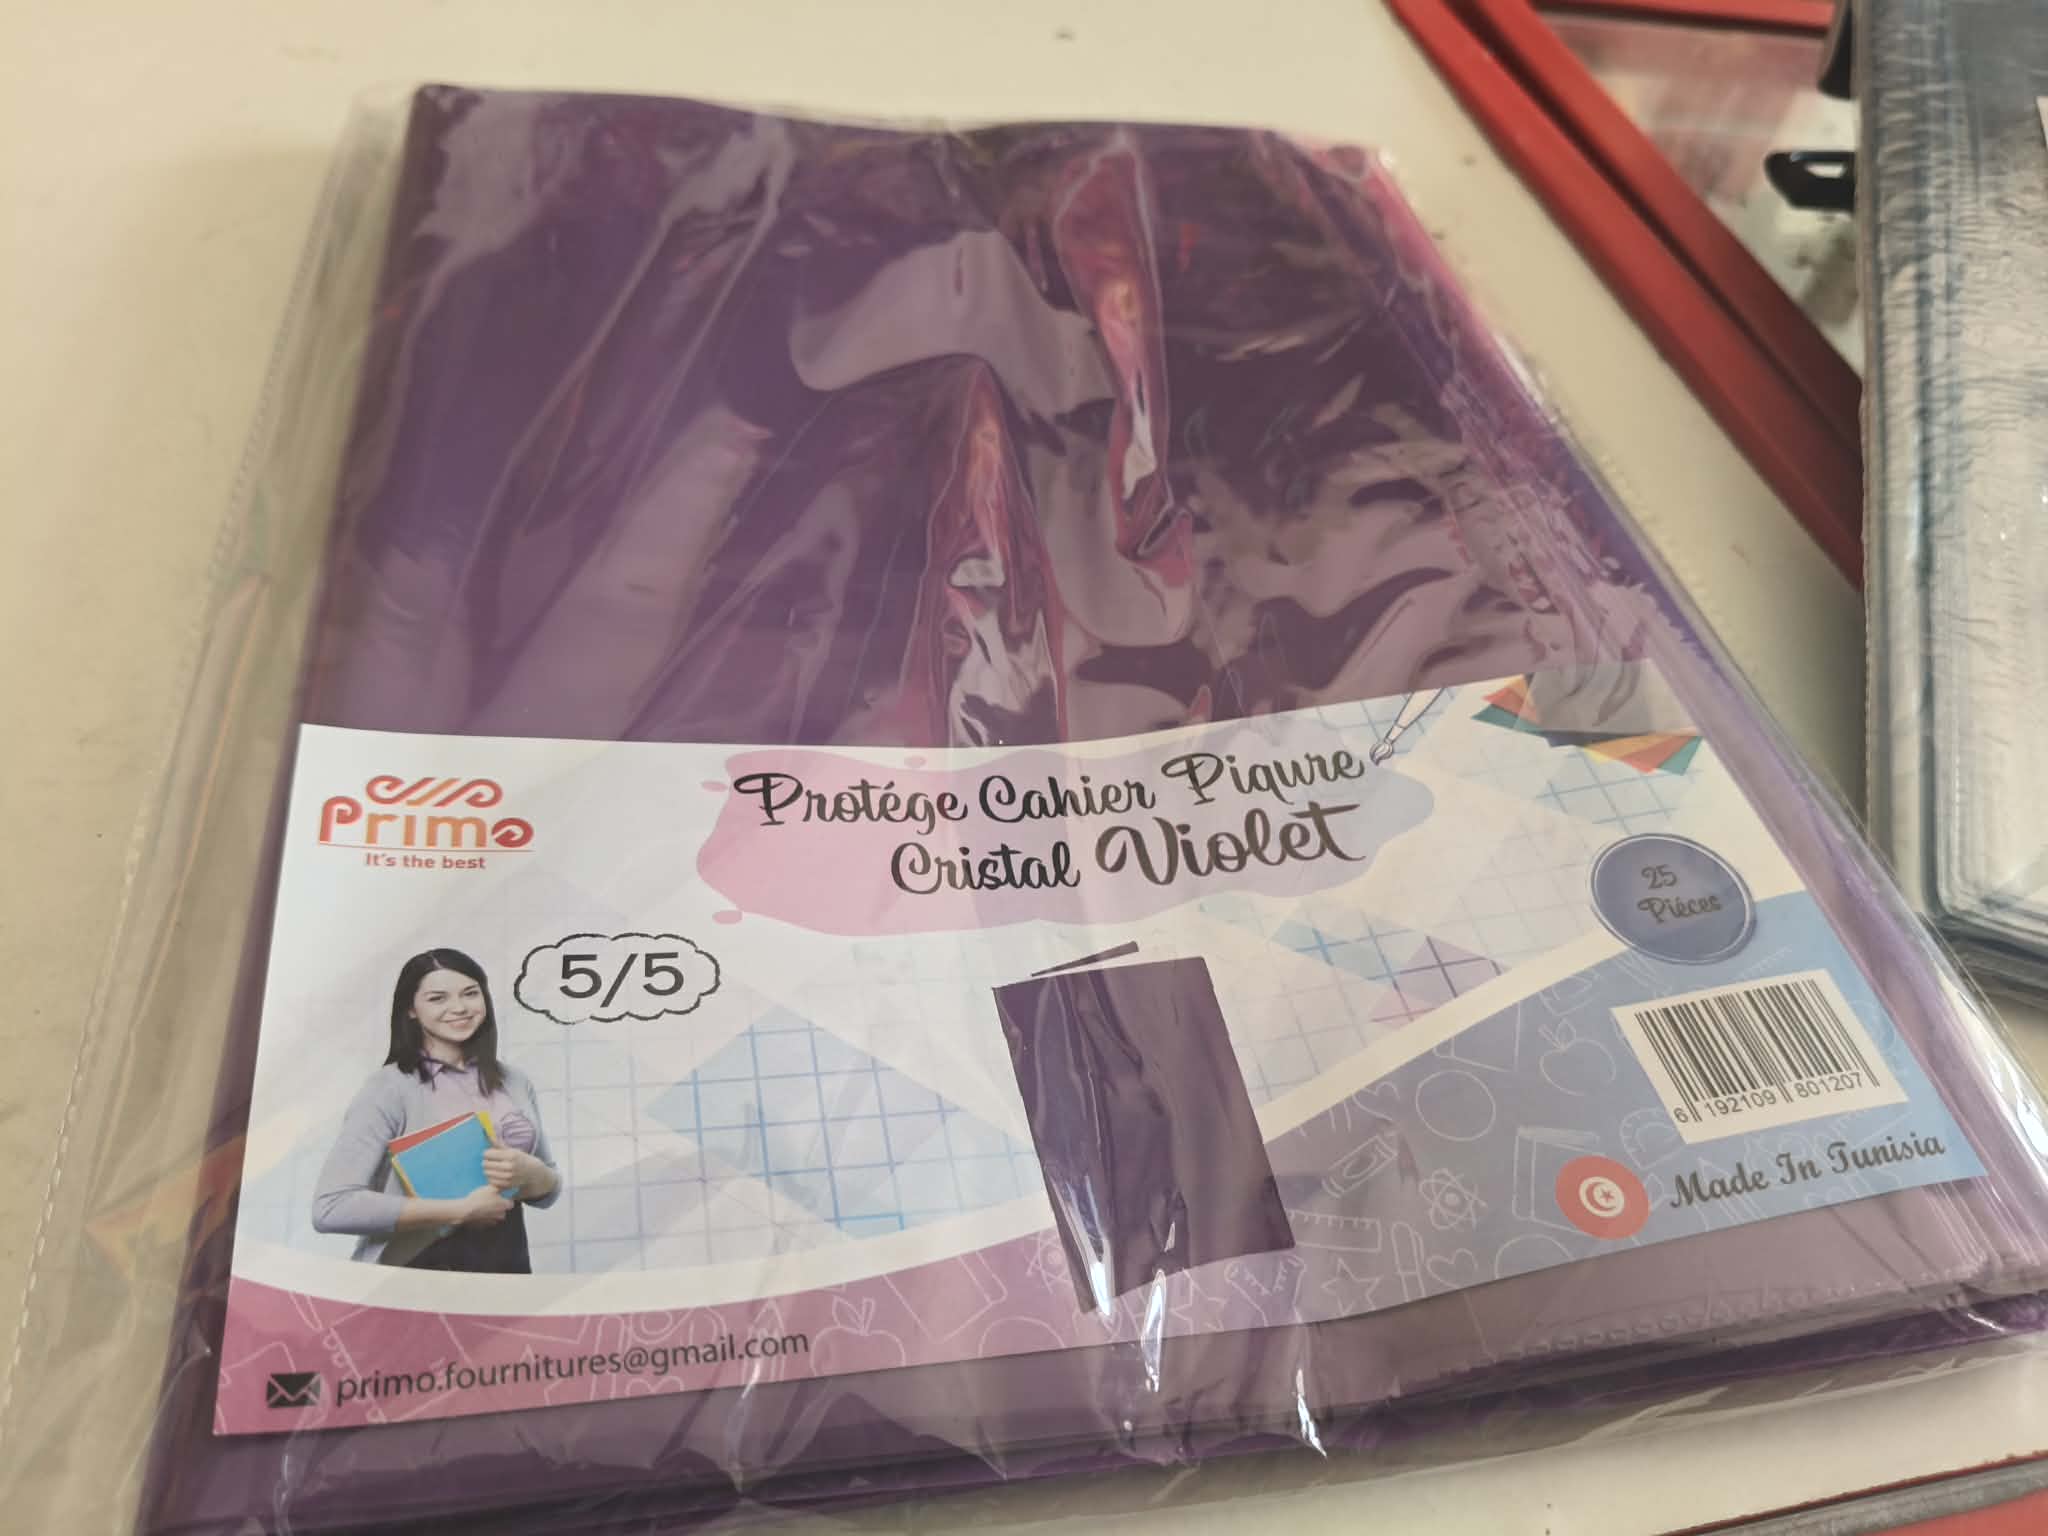 Primo
It's the best
Protége Cahier Piqure
Cristal Violet
25
Piéces
5/5
6 192109 801207
Made In Tunisia
primo.fournitures@gmail.com